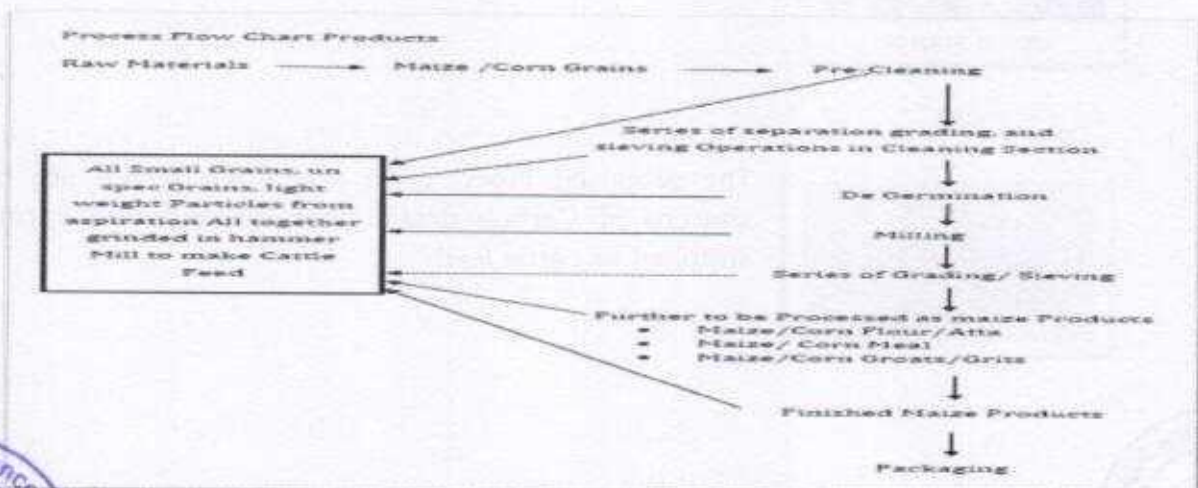 Process Flow Chart Products
Raw Materials Maize /Corn Grains Pre Cleaning
Series of separation grading, and
sieving Operations in Cleaning Section
All Small Grains, un
spec Grains, light
weight Particles from
aspiration All together
grinded in hammer
Mill to make Cattle
Feed
De Germination
Milling
Series of Grading/ Sieving
Further to be Processed as maize Products
• Maize/Corn Flour/Atta
• Maize/ Corn Meal
• Maize/Corn Groats/Grits
Finished Maize Products
Packaging